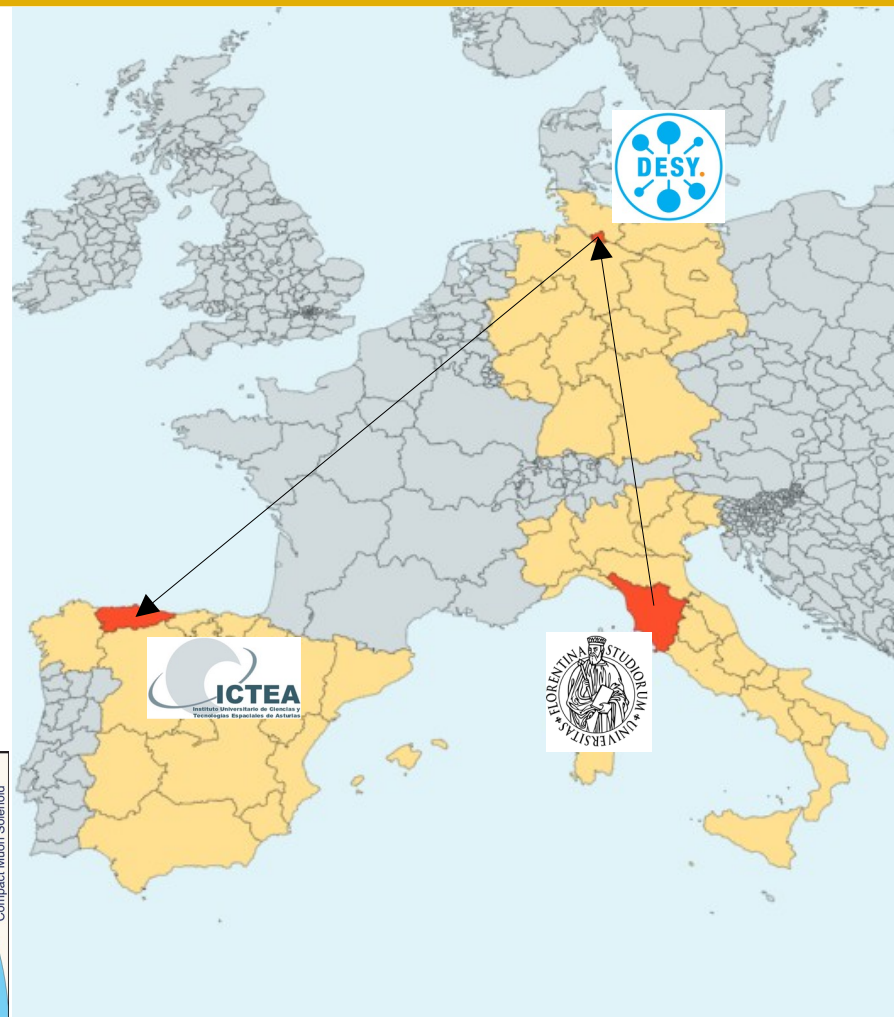 DESY.
ICTEA
Instituto Universitario de Ciencias y
Tecnologías Espaciales de Asturias
FLORENTINA STUDIORUM UNIVERSITAS
Compact Muon Solenoid